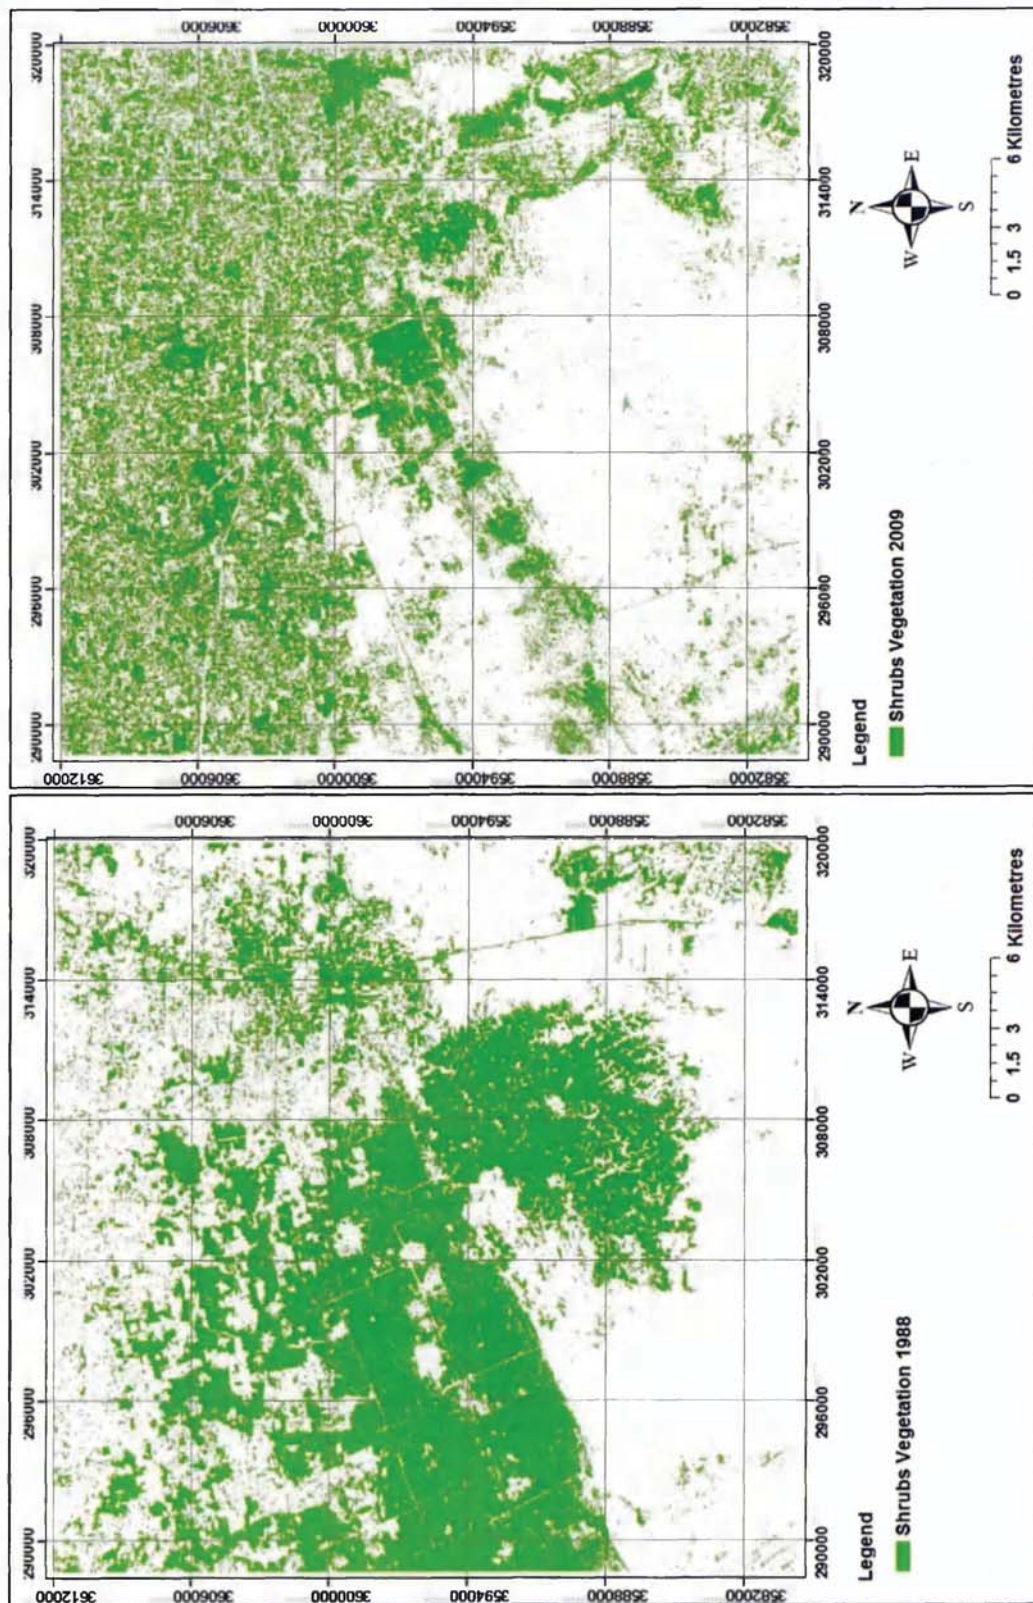 290000 296000 302000 308000 314000 320000
3612000
3606000 3606000
3600000 3600000
3594000 3594000
3588000 3588000
3582000 3582000
290000 296000 302000 308000 314000 320000
Legend
Shrubs Vegetation 1988
N
W E
S
0 1.5 3 6 Kilometres
290000 296000 302000 308000 314000 320000
3612000
3606000 3606000
3600000 3600000
3594000 3594000
3588000 3588000
3582000 3582000
290000 296000 302000 308000 314000 320000
Legend
Shrubs Vegetation 2009
N
W E
S
0 1.5 3 6 Kilometres